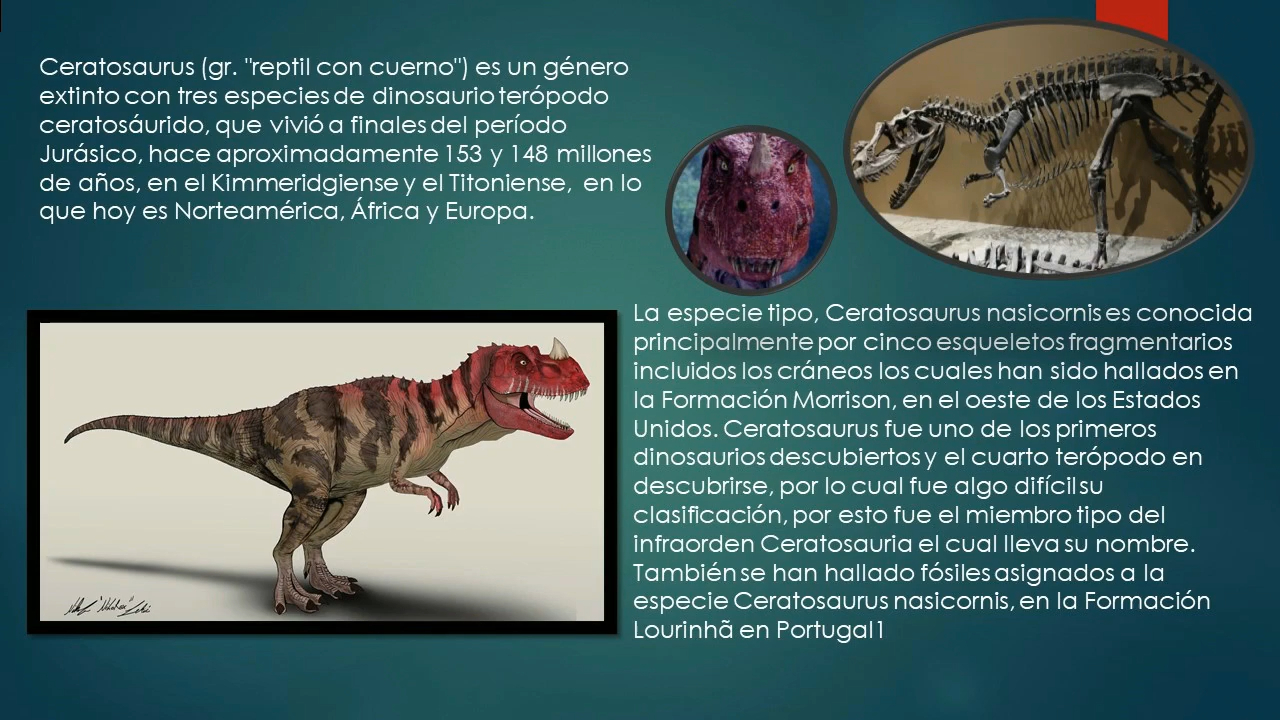 Ceratosaurus (gr. "reptil con cuerno") es un género
extinto con tres especies de dinosaurio terópodo
ceratosáurido, que vivió a finales del período
Jurásico, hace aproximadamente 153 y 148 millones
de años, en el Kimmeridgiense y el Titoniense, en lo
que hoy es Norteamérica, África y Europa.
La especie tipo, Ceratosaurus nasicornis es conocida
principalmente por cinco esqueletos fragmentarios
incluidos los cráneos los cuales han sido hallados en
la Formación Morrison, en el oeste de los Estados
Unidos. Ceratosaurus fue uno de los primeros
dinosaurios descubiertos y el cuarto terópodo en
descubrirse, por lo cual fue algo difícil su
clasificación, por esto fue el miembro tipo del
infraorden Ceratosauria el cual lleva su nombre.
También se han hallado fósiles asignados a la
especie Ceratosaurus nasicornis, en la Formación
Lourinhã en Portugal1